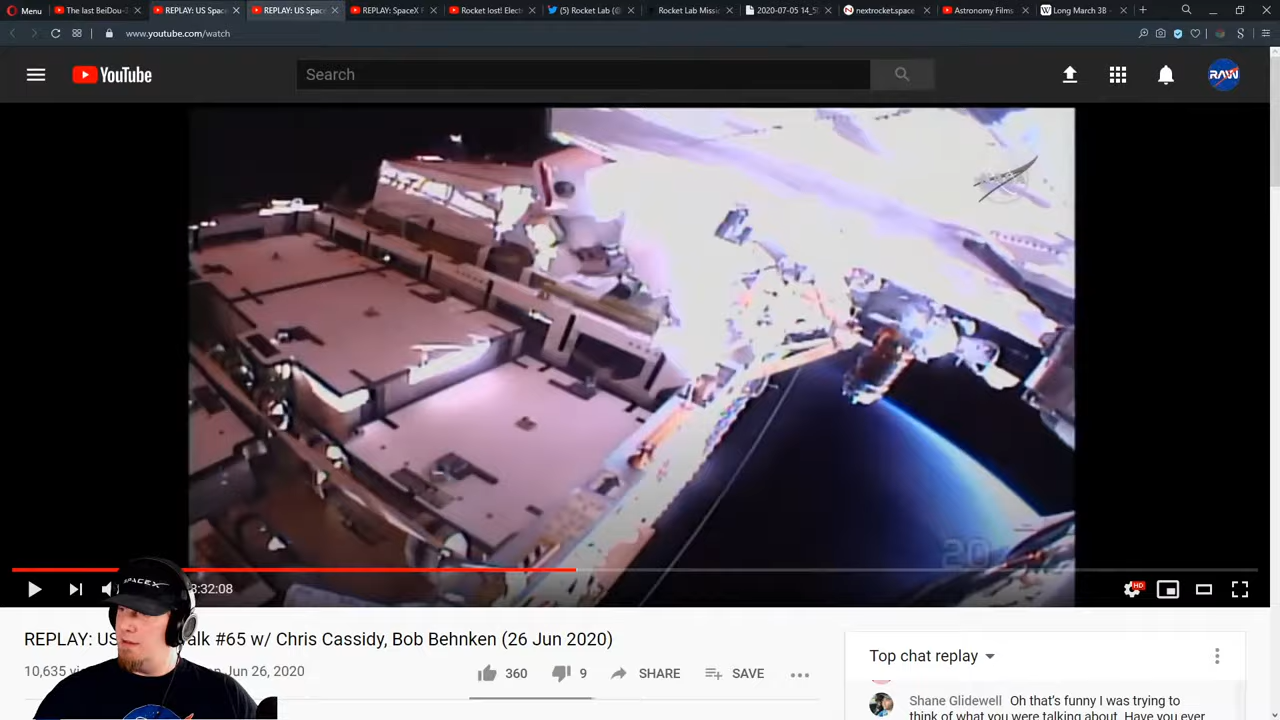 Menu
The last BeiDou-
REPLAY: US Spac
REPLAY: US Spac
REPLAY: SpaceX
Rocket lost! Elect
(5) Rocket Lab (@
Rocket Lab Missi
2020-07-05 14_5
nextrocket.space
Astronomy Films
Long March 3B -
www.youtube.com/watch
YouTube
Search
RAW
20
:32:08
HD
SPACEX
REPLAY: US alk #65 w/ Chris Cassidy, Bob Behnken (26 Jun 2020)
10,635 vi Jun 26, 2020
360
9
SHARE
SAVE
Top chat replay
Shane Glidewell Oh that's funny I was trying to
think of what you were talking about. Have you ever